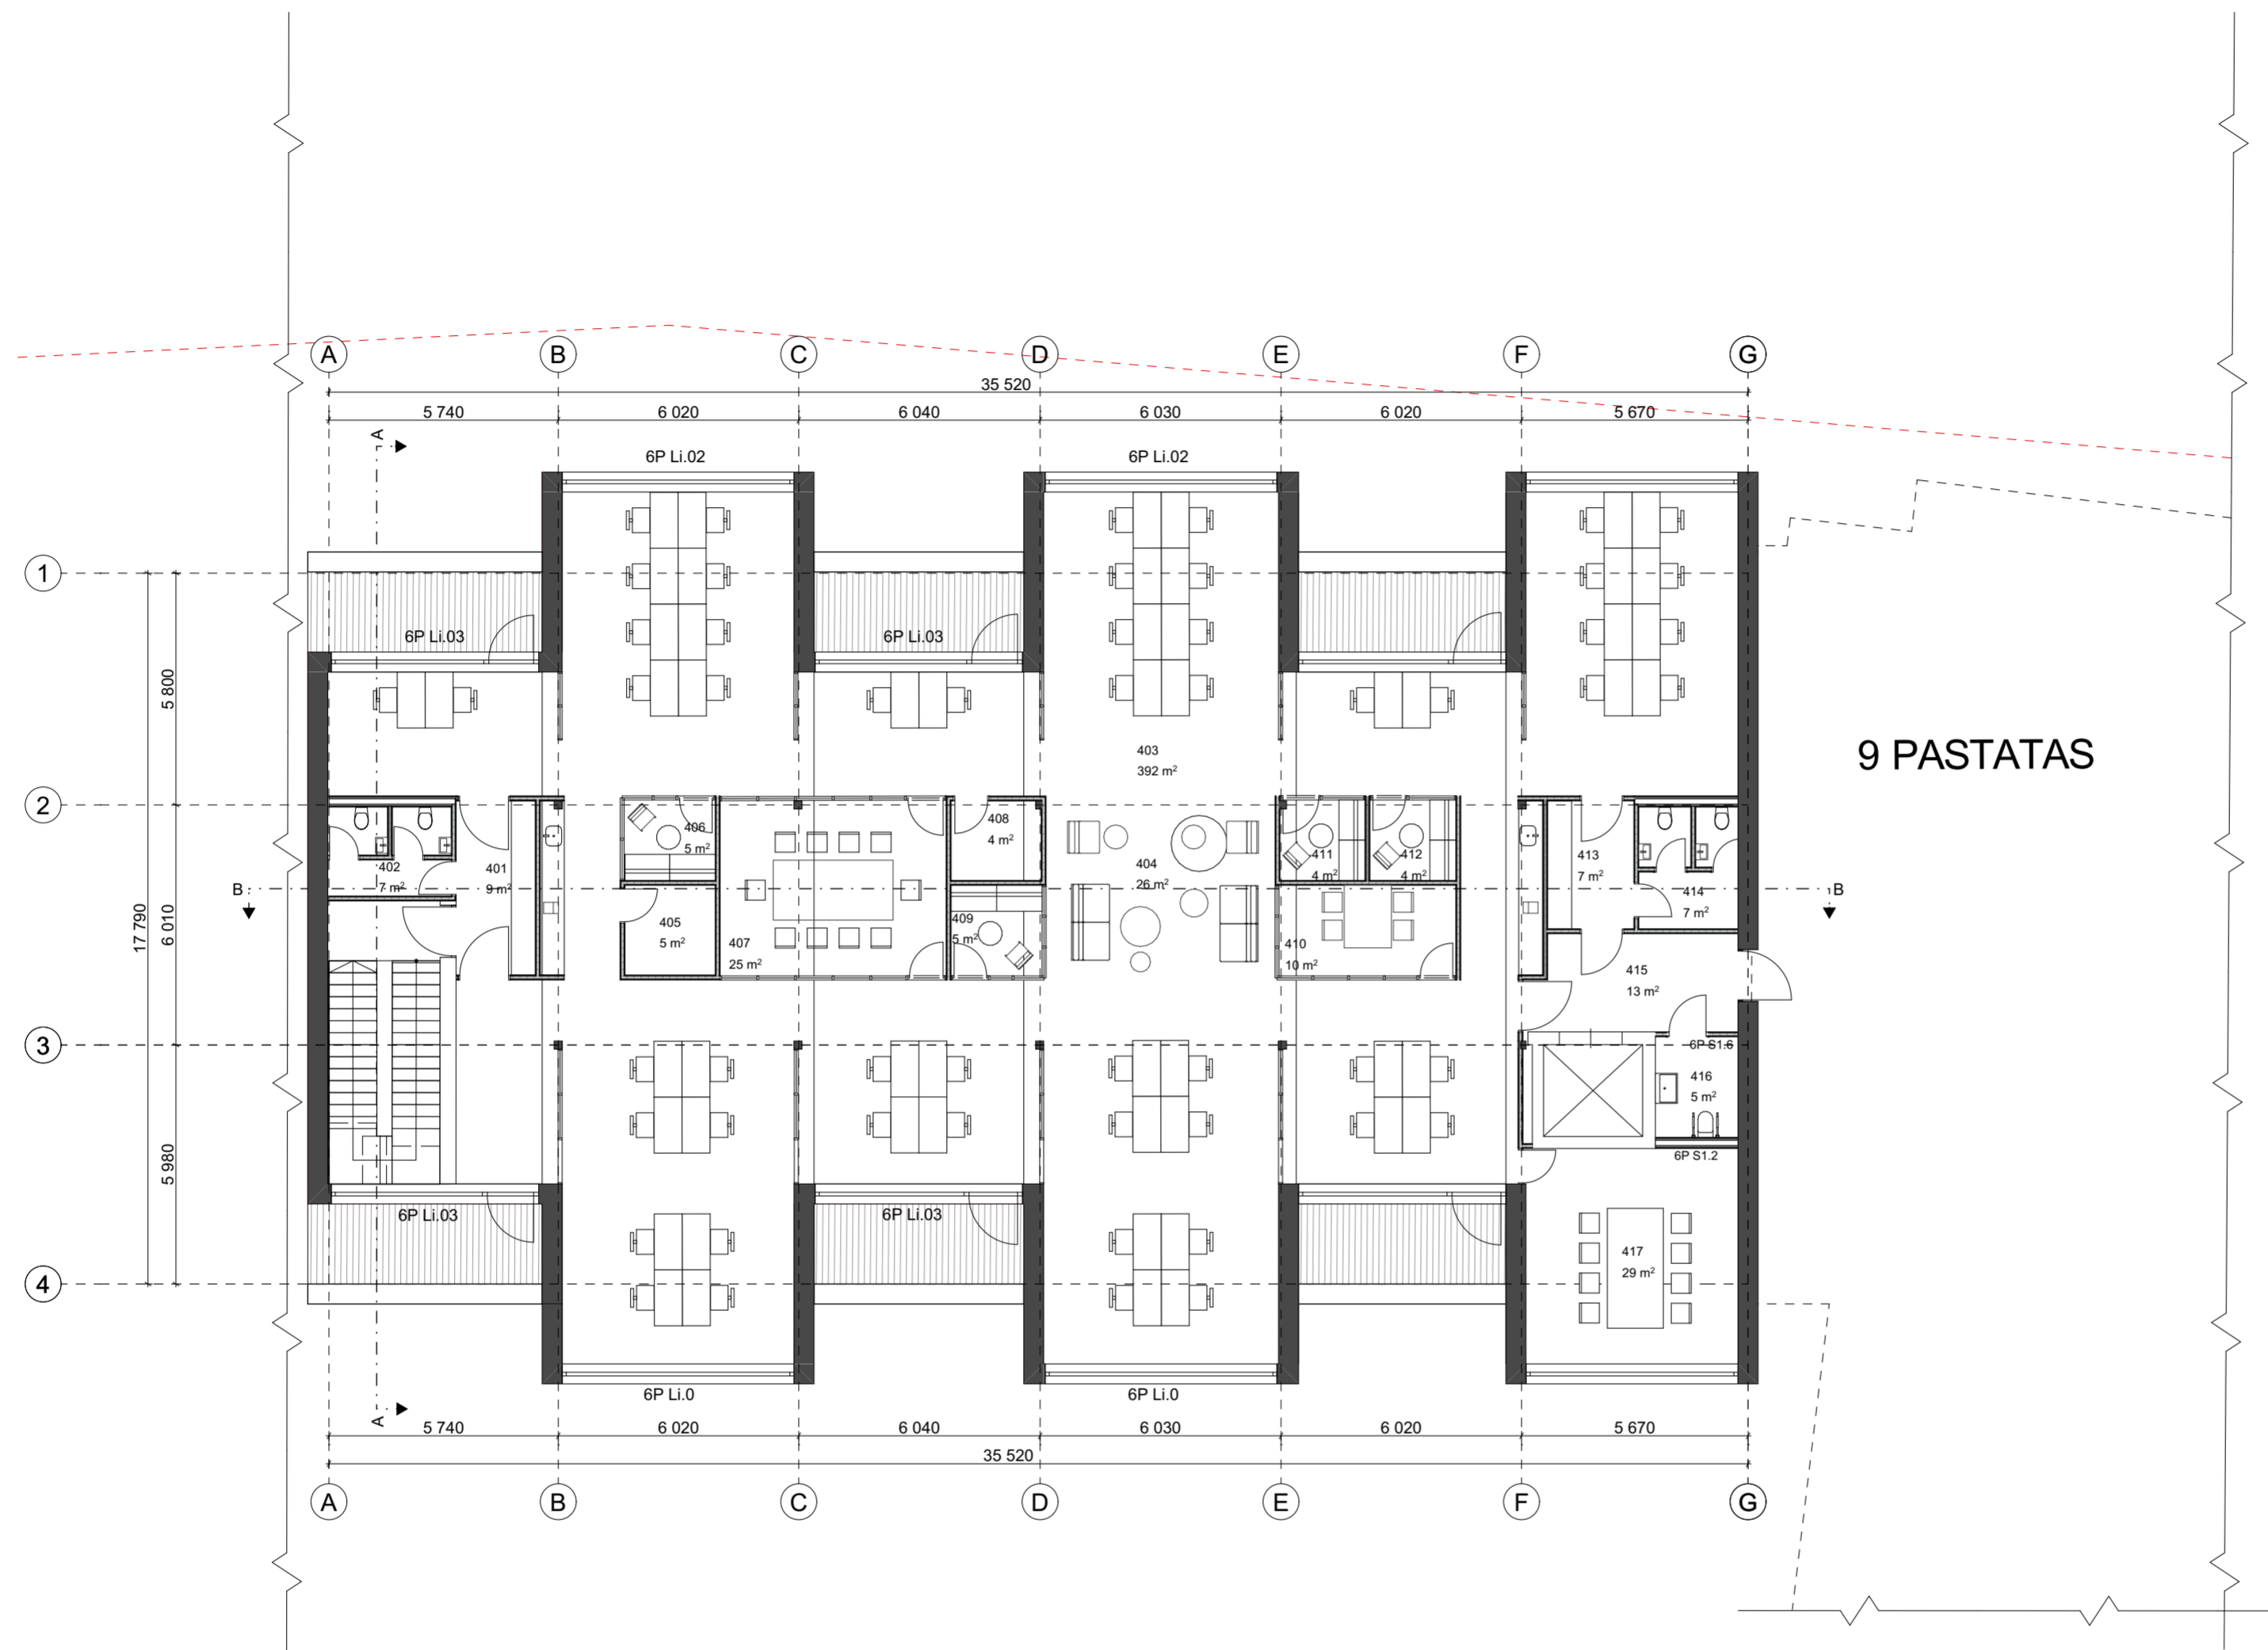 A B C D E F G
35 520
5 740 6 020 6 040 6 030 6 020 5 670
A
6P Li.02 6P Li.02
1
6P Li.03 6P Li.03
5 800
403
392 m²
9 PASTATAS
2
406
5 m²
408
4 m²
404
26 m²
411
4 m²
412
4 m²
413
7 m²
402
7 m²
401
9 m²
414
7 m²
B B
17 790
6 010
405
5 m²
407
25 m²
409
5 m²
410
10 m²
415
13 m²
3
6P S1.6
416
5 m²
6P S1.2
5 980
6P Li.03 6P Li.03
417
29 m²
4
6P Li.0 6P Li.0
A
5 740 6 020 6 040 6 030 6 020 5 670
35 520
A B C D E F G